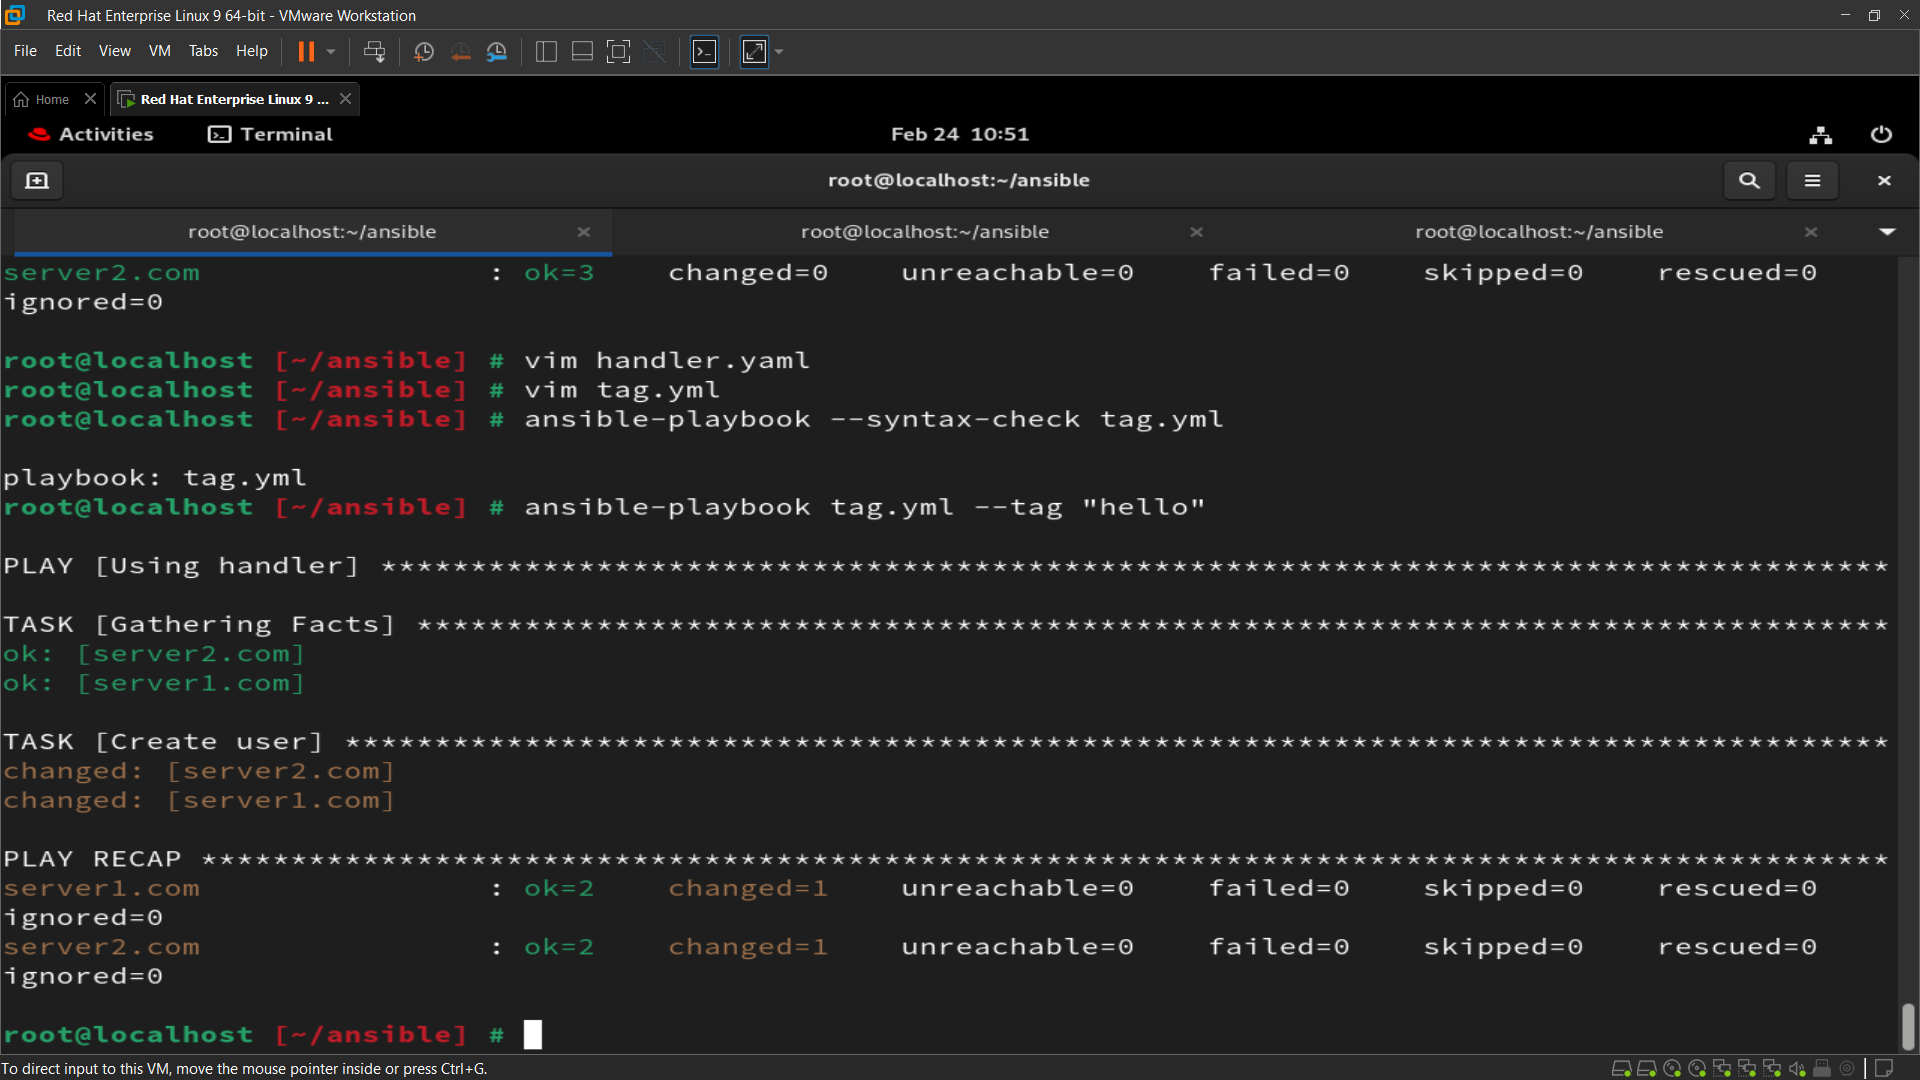 Red Hat Enterprise Linux 9 64-bit - VMware Workstation
File Edit View VM Tabs Help
Home Red Hat Enterprise Linux 9 ...
Activities Terminal Feb 24 10:51
root@localhost:~/ansible
root@localhost:~/ansible root@localhost:~/ansible root@localhost:~/ansible
server2.com : ok=3 changed=0 unreachable=0 failed=0 skipped=0 rescued=0
ignored=0
root@localhost [~/ansible] # vim handler.yaml
root@localhost [~/ansible] # vim tag.yml
root@localhost [~/ansible] # ansible-playbook --syntax-check tag.yml
playbook: tag.yml
root@localhost [~/ansible] # ansible-playbook tag.yml --tag "hello"
PLAY [Using handler] ************************************************************************************
TASK [Gathering Facts] **********************************************************************************
ok: [server2.com]
ok: [server1.com]
TASK [Create user] **************************************************************************************
changed: [server2.com]
changed: [server1.com]
PLAY RECAP **********************************************************************************************
server1.com : ok=2 changed=1 unreachable=0 failed=0 skipped=0 rescued=0
ignored=0
server2.com : ok=2 changed=1 unreachable=0 failed=0 skipped=0 rescued=0
ignored=0
root@localhost [~/ansible] #
To direct input to this VM, move the mouse pointer inside or press Ctrl+G.